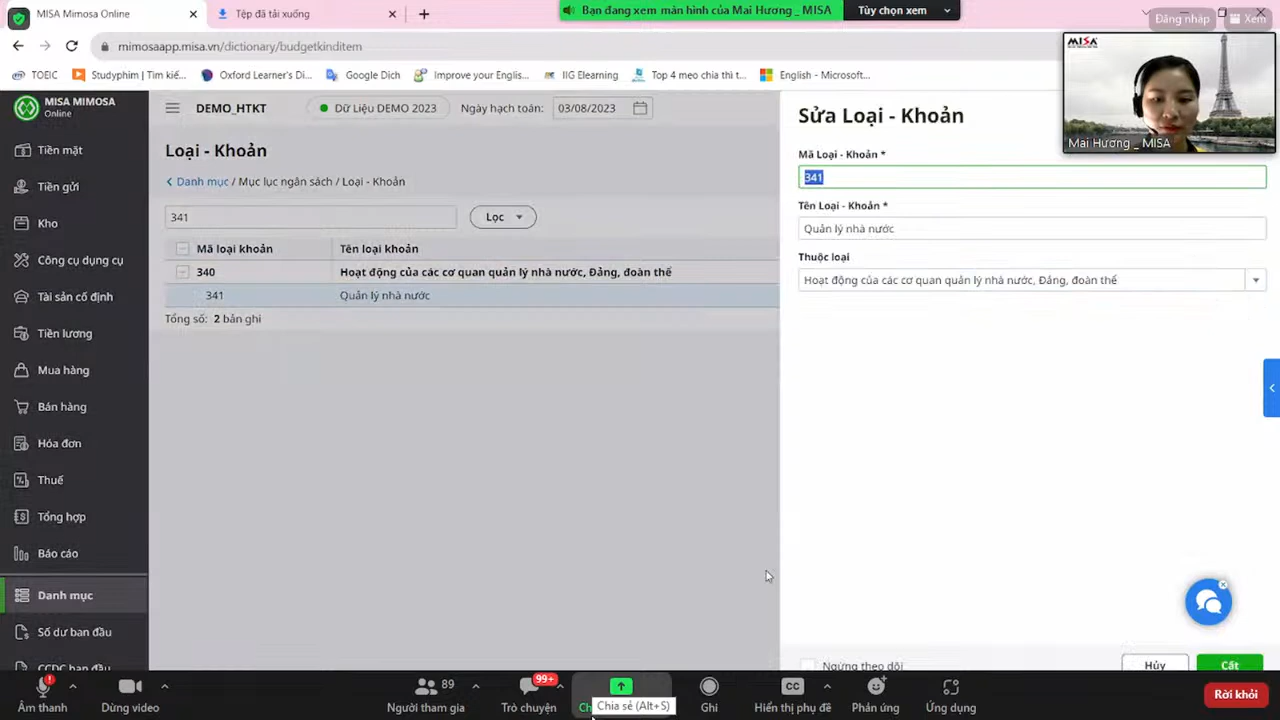 MISA Mimosa Online
Tệp đã tải xuống
Bạn đang xem màn hình của Mai Hương _ MISA
Tùy chọn xem
Đăng nhập
Xem
mimosaapp.misa.vn/dictionary/budgetkinditem
TOEIC
Studyphim | Tìm kiế...
Oxford Learner's Di...
Google Dịch
Improve your Englis...
IIG Elearning
Top 4 mẹo chia thì t...
English - Microsoft...
MISA
Mai Hương _ MISA
MISA MIMOSA
Online
DEMO_HTKT
Dữ Liệu DEMO 2023
Ngày hạch toán:
03/08/2023
Tiền mặt
Tiền gửi
Kho
Công cụ dụng cụ
Tài sản cố định
Tiền lương
Mua hàng
Bán hàng
Hóa đơn
Thuế
Tổng hợp
Báo cáo
Danh mục
Số dư ban đầu
CCDC ban đầu
Loại - Khoản
Danh mục / Mục lục ngân sách / Loại - Khoản
341
Lọc
Mã loại khoản
Tên loại khoản
340
Hoạt động của các cơ quan quản lý nhà nước, Đảng, đoàn thể
341
Quản lý nhà nước
Tổng số: 2 bản ghi
Sửa Loại - Khoản
Mã Loại - Khoản *
341
Tên Loại - Khoản *
Quản lý nhà nước
Thuộc loại
Hoạt động của các cơ quan quản lý nhà nước, Đảng, đoàn thể
Ngừng theo dõi
Hủy
Cất
Âm thanh
Dừng video
89
Người tham gia
99+
Trò chuyện
Ch
Chia sẻ (Alt+S)
Ghi
CC
Hiển thị phụ đề
Phản ứng
Ứng dụng
Rời khỏi